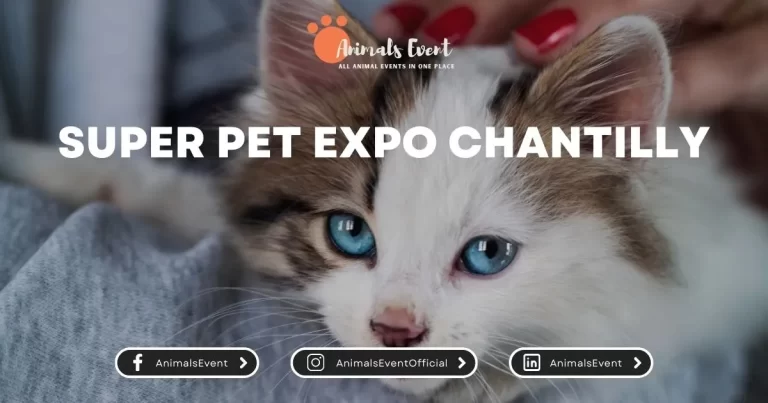 Animals Event
ALL ANIMAL EVENTS IN ONE PLACE
SUPER PET EXPO CHANTILLY
AnimalsEvent
AnimalsEventOfficial
AnimalsEvent